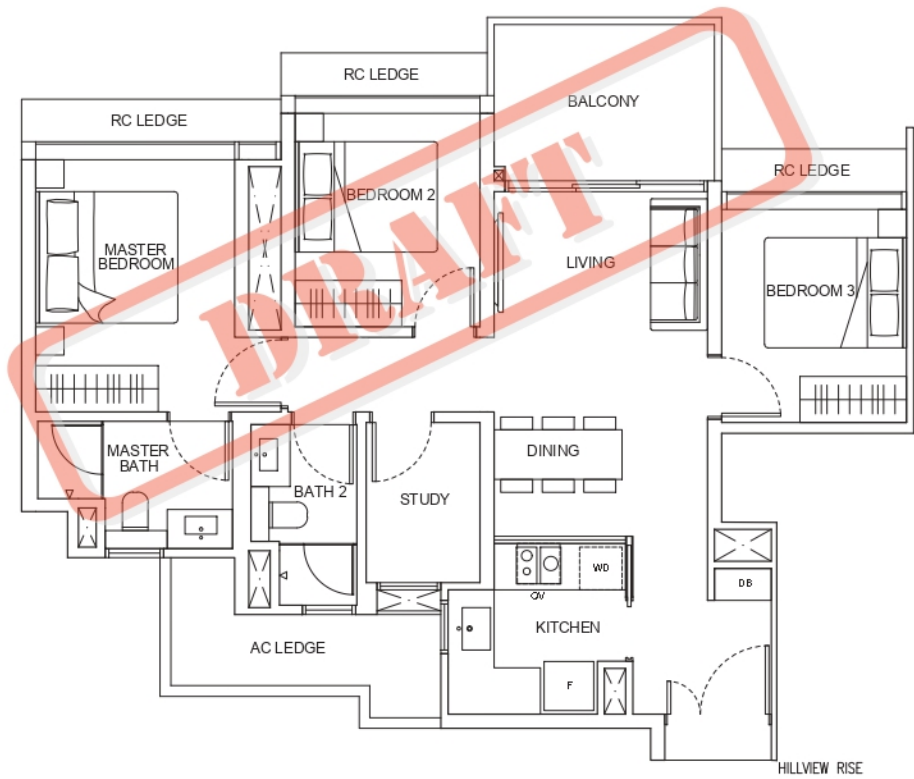 RC LEDGE
BALCONY
RC LEDGE
RC LEDGE
BEDROOM 2
MASTER
BEDROOM
LIVING
BEDROOM 3
DRAFT
MASTER
BATH
DINING
BATH 2
STUDY
WD
DB
OV
KITCHEN
AC LEDGE
F
HILLVIEW RISE